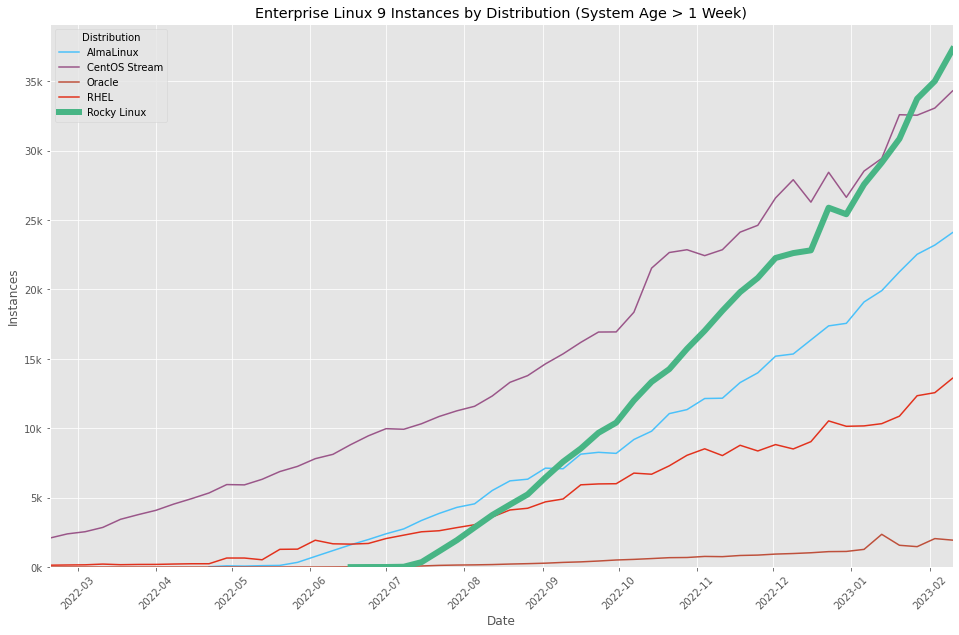 Enterprise Linux 9 Instances by Distribution (System Age > 1 Week)
Distribution
AlmaLinux
CentOS Stream
Oracle
RHEL
Rocky Linux
Instances
35k
30k
25k
20k
15k
10k
5k
0k
2022-03
2022-04
2022-05
2022-06
2022-07
2022-08
2022-09
2022-10
2022-11
2022-12
2023-01
2023-02
Date